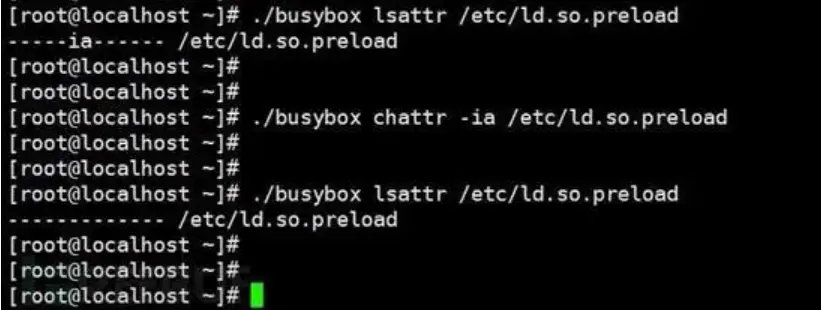 [root@localhost ~]# ./busybox lsattr /etc/ld.so.preload
-----ia------ /etc/ld.so.preload
[root@localhost ~]#
[root@localhost ~]#
[root@localhost ~]# ./busybox chattr -ia /etc/ld.so.preload
[root@localhost ~]#
[root@localhost ~]#
[root@localhost ~]# ./busybox lsattr /etc/ld.so.preload
------------- /etc/ld.so.preload
[root@localhost ~]#
[root@localhost ~]#
[root@localhost ~]#